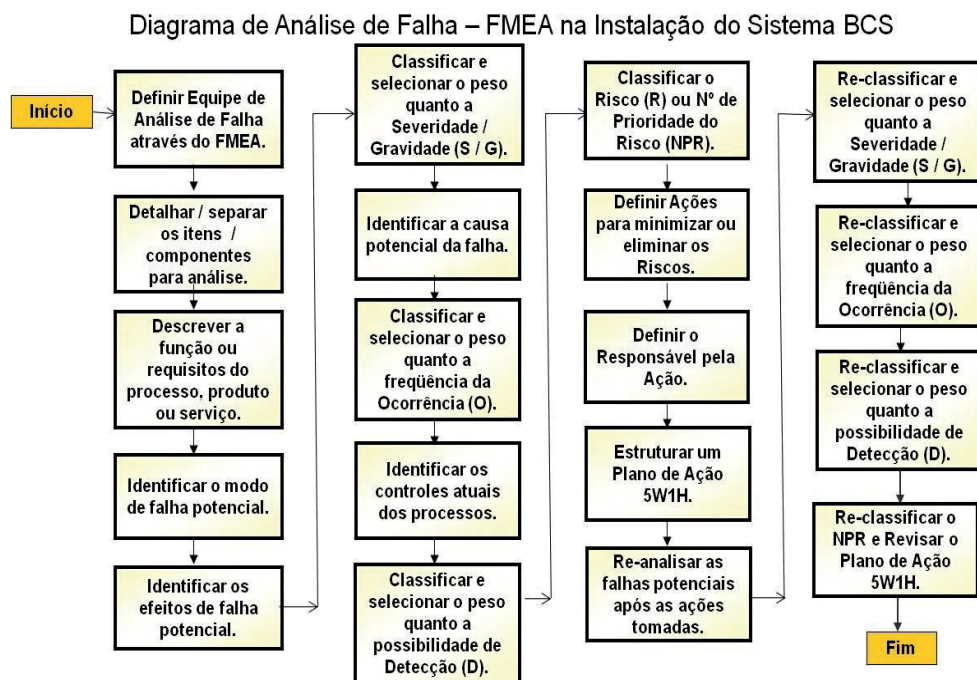 Diagrama de Análise de Falha – FMEA na Instalação do Sistema BCS
Início
Definir Equipe de
Análise de Falha
através do FMEA.
Detalhar / separar
os itens /
componentes
para análise.
Descrever a
função ou
requisitos do
processo, produto
ou serviço.
Identificar o modo
de falha potencial.
Identificar os
efeitos de falha
potencial.
Classificar e
selecionar o peso
quanto a
Severidade /
Gravidade (S / G).
Identificar a causa
potencial da falha.
Classificar e
selecionar o peso
quanto a
freqüência da
Ocorrência (O).
Identificar os
controles atuais
dos processos.
Classificar e
selecionar o peso
quanto a
possibilidade de
Detecção (D).
Classificar o
Risco (R) ou Nº de
Prioridade do
Risco (NPR).
Definir Ações
para minimizar ou
eliminar os
Riscos.
Definir o
Responsável pela
Ação.
Estruturar um
Plano de Ação
5W1H.
Re-analisar as
falhas potenciais
após as ações
tomadas.
Re-classificar e
selecionar o peso
quanto a
Severidade /
Gravidade (S / G).
Re-classificar e
selecionar o peso
quanto a
freqüência da
Ocorrência (O).
Re-classificar e
selecionar o peso
quanto a
possibilidade de
Detecção (D).
Re-classificar o
NPR e Revisar o
Plano de Ação
5W1H.
Fim